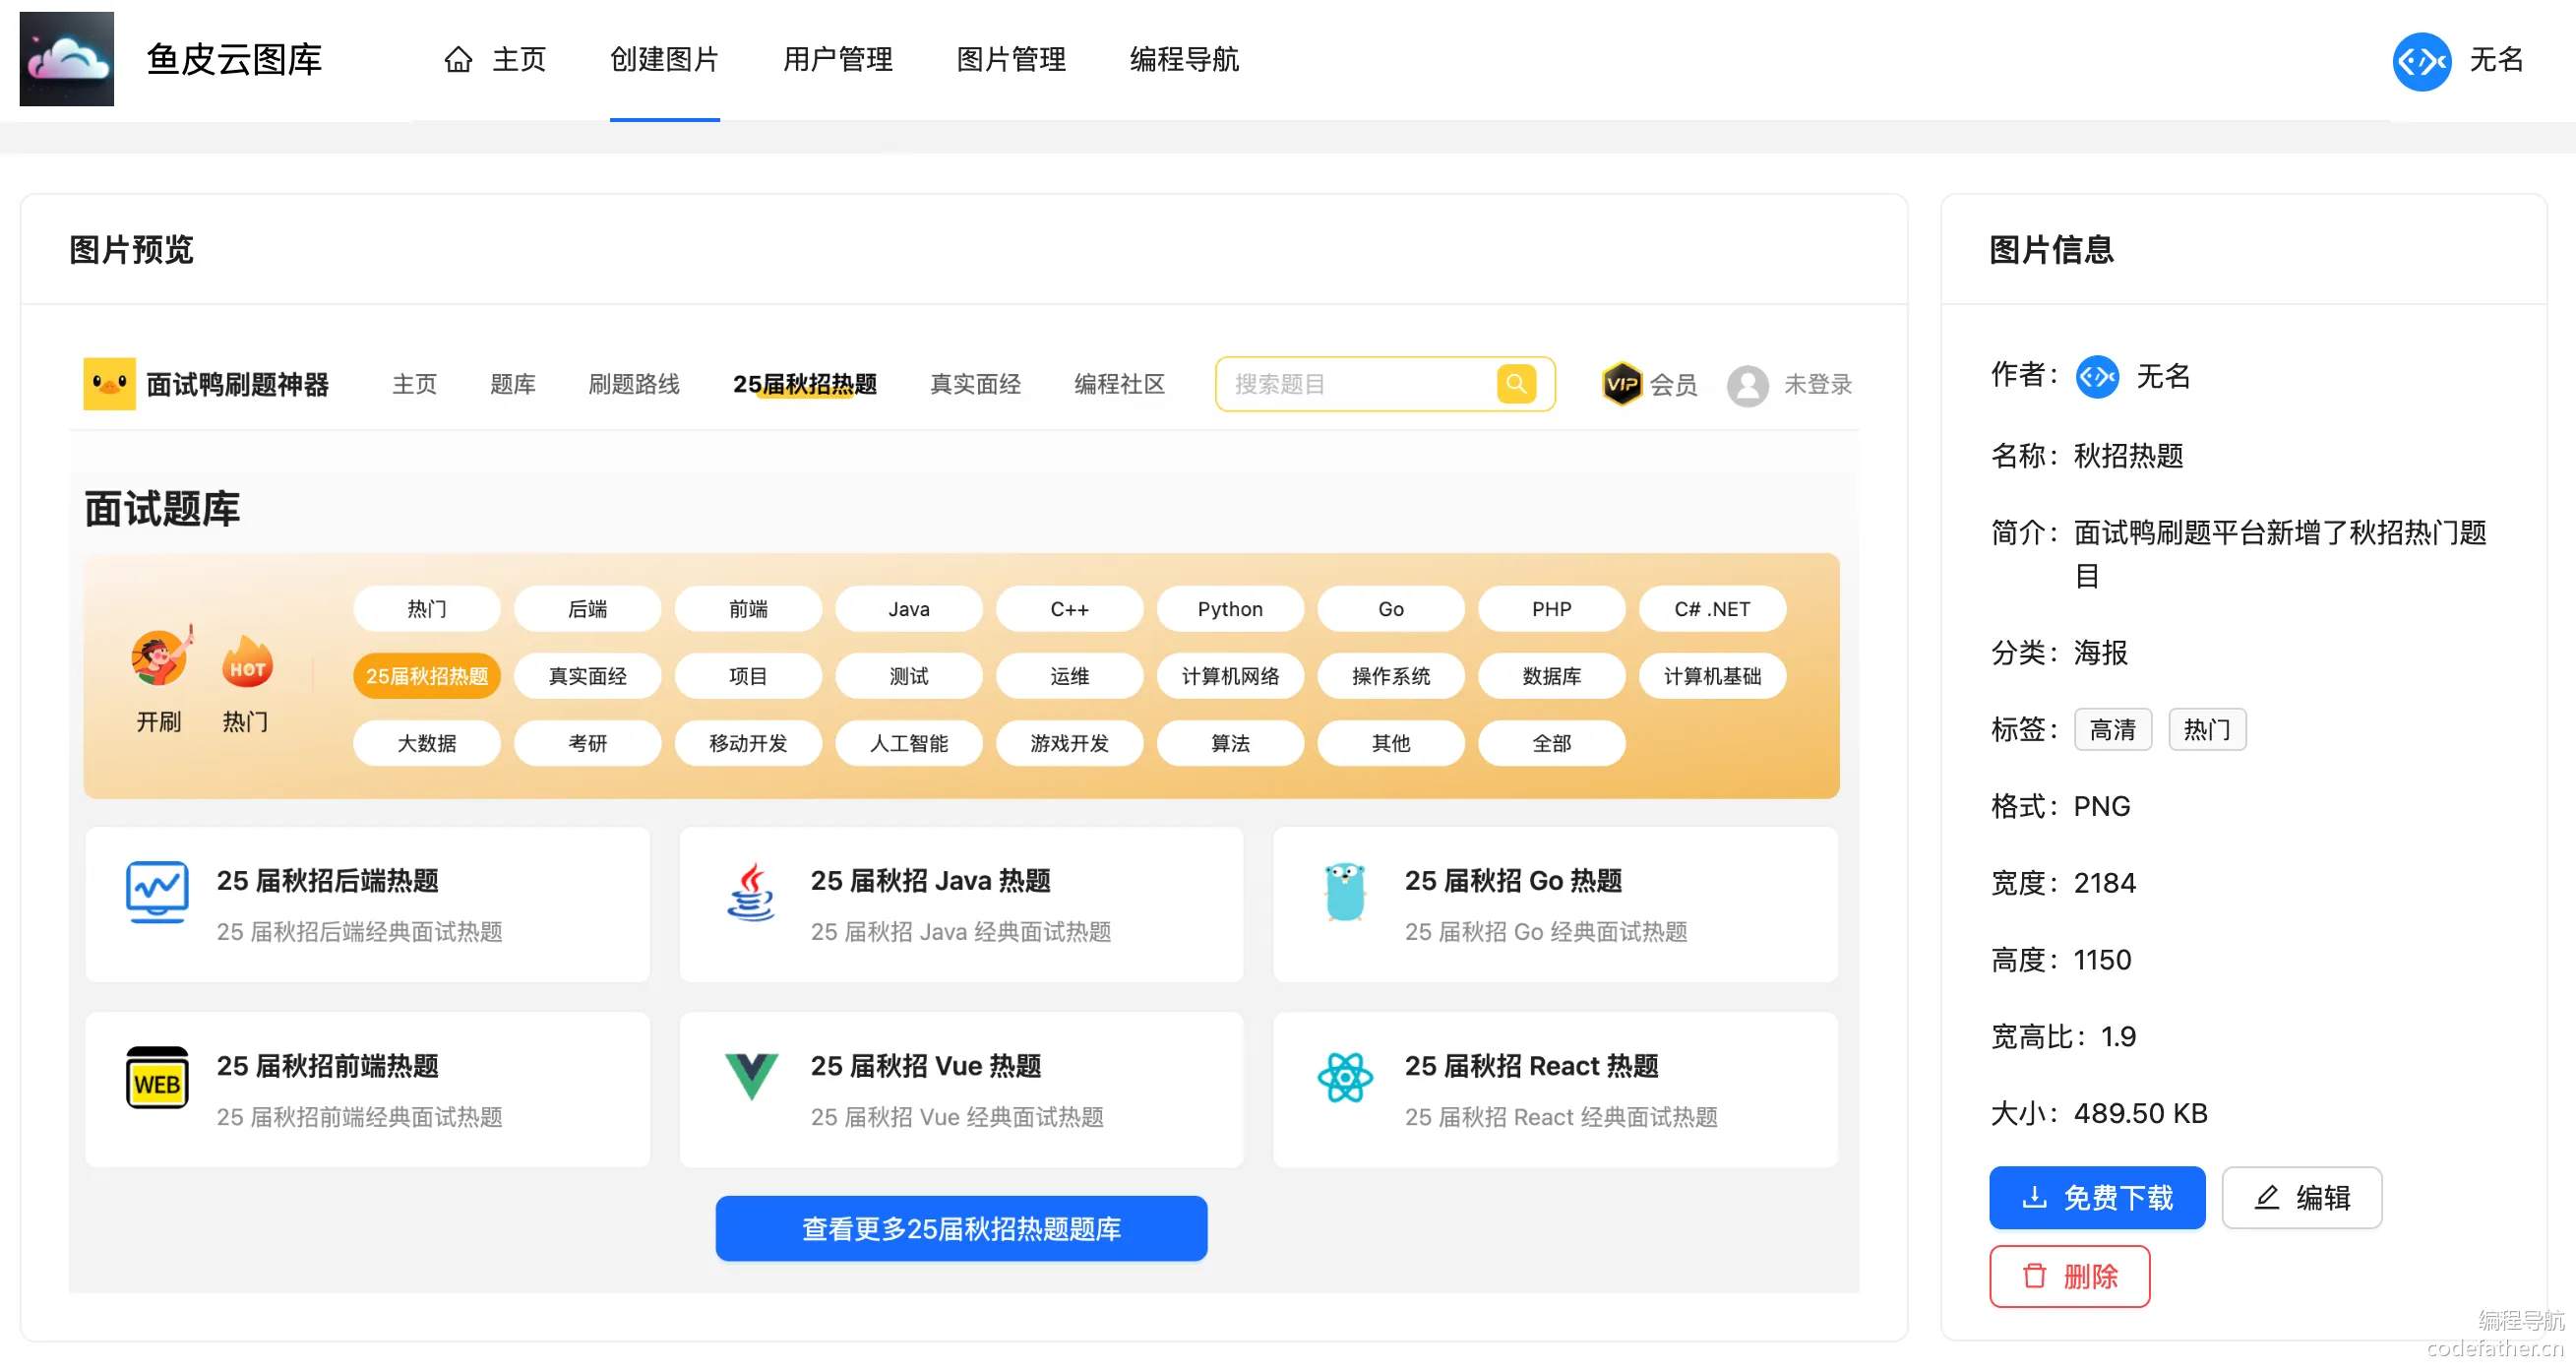 鱼皮云图库 主页 创建图片 用户管理 图片管理 编程导航 无名
图片预览
面试鸭刷题神器 主页 题库 刷题路线 25届秋招热题 真实面经 编程社区 搜索题目 VIP 会员 未登录
面试题库
热门 后端 前端 Java C++ Python Go PHP C# .NET
HOT
25届秋招热题 真实面经 项目 测试 运维 计算机网络 操作系统 数据库 计算机基础
开刷 热门
大数据 考研 移动开发 人工智能 游戏开发 算法 其他 全部
25 届秋招后端热题
25 届秋招后端经典面试热题
25 届秋招 Java 热题
25 届秋招 Java 经典面试热题
25 届秋招 Go 热题
25 届秋招 Go 经典面试热题
WEB
25 届秋招前端热题
25 届秋招前端经典面试热题
25 届秋招 Vue 热题
25 届秋招 Vue 经典面试热题
25 届秋招 React 热题
25 届秋招 React 经典面试热题
查看更多25届秋招热题题库
图片信息
作者： 无名
名称： 秋招热题
简介： 面试鸭刷题平台新增了秋招热门题
目
分类： 海报
标签： 高清 热门
格式： PNG
宽度： 2184
高度： 1150
宽高比： 1.9
大小： 489.50 KB
免费下载 编辑
删除
编程导航
codefather.cn